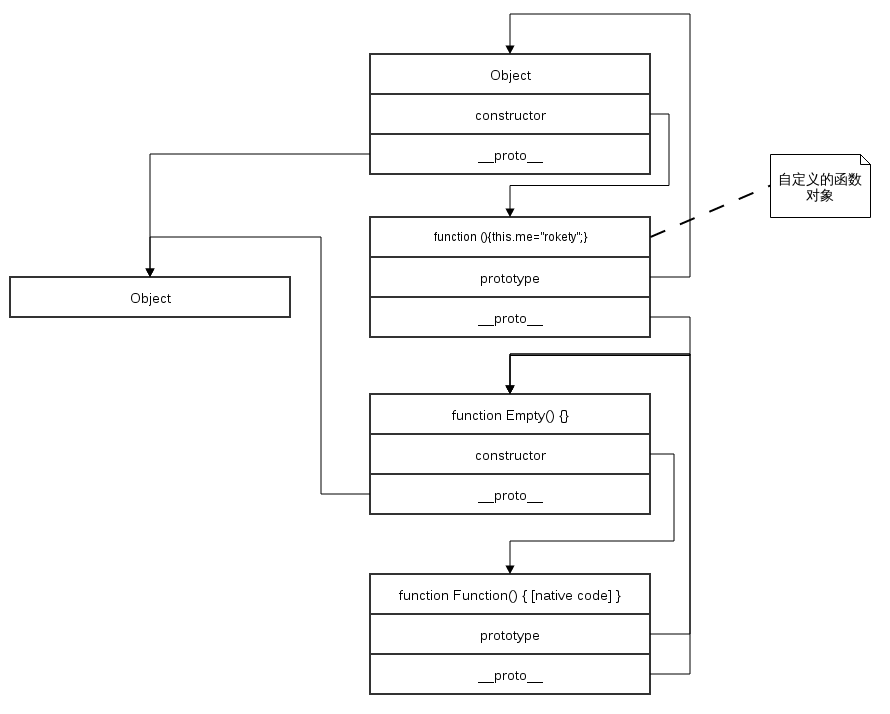 Object
constructor
__proto__
function (){this.me="rokety";}
prototype
__proto__
自定义的函数
对象
Object
function Empty() {}
constructor
__proto__
function Function() { [native code] }
prototype
__proto__